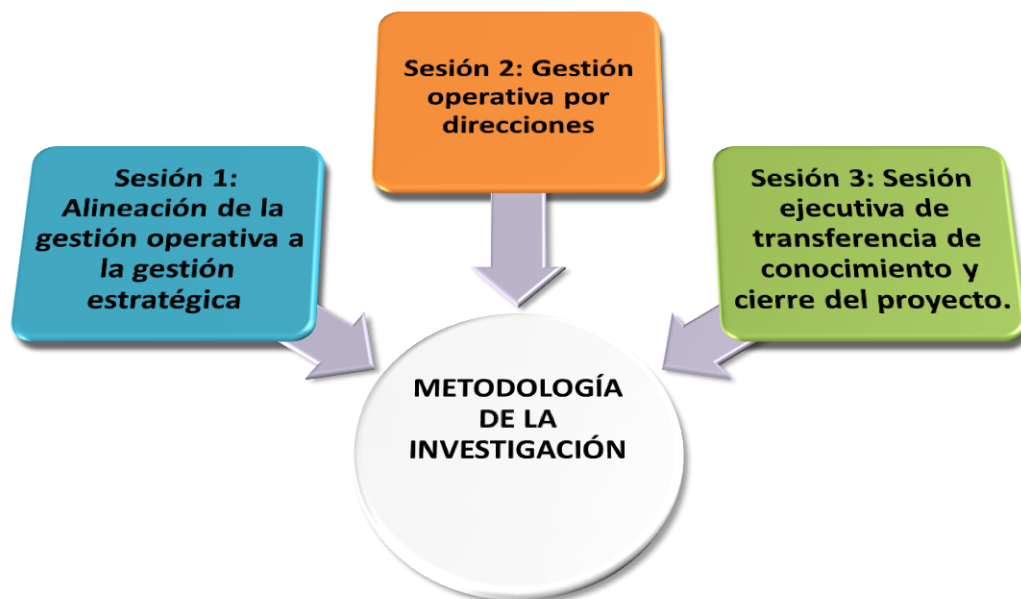 Sesión 1:
Alineación de la
gestión operativa a
la gestión
estratégica
Sesión 2: Gestión
operativa por
direcciones
Sesión 3: Sesión
ejecutiva de
transferencia de
conocimiento y
cierre del proyecto.
METODOLOGÍA
DE LA
INVESTIGACIÓN